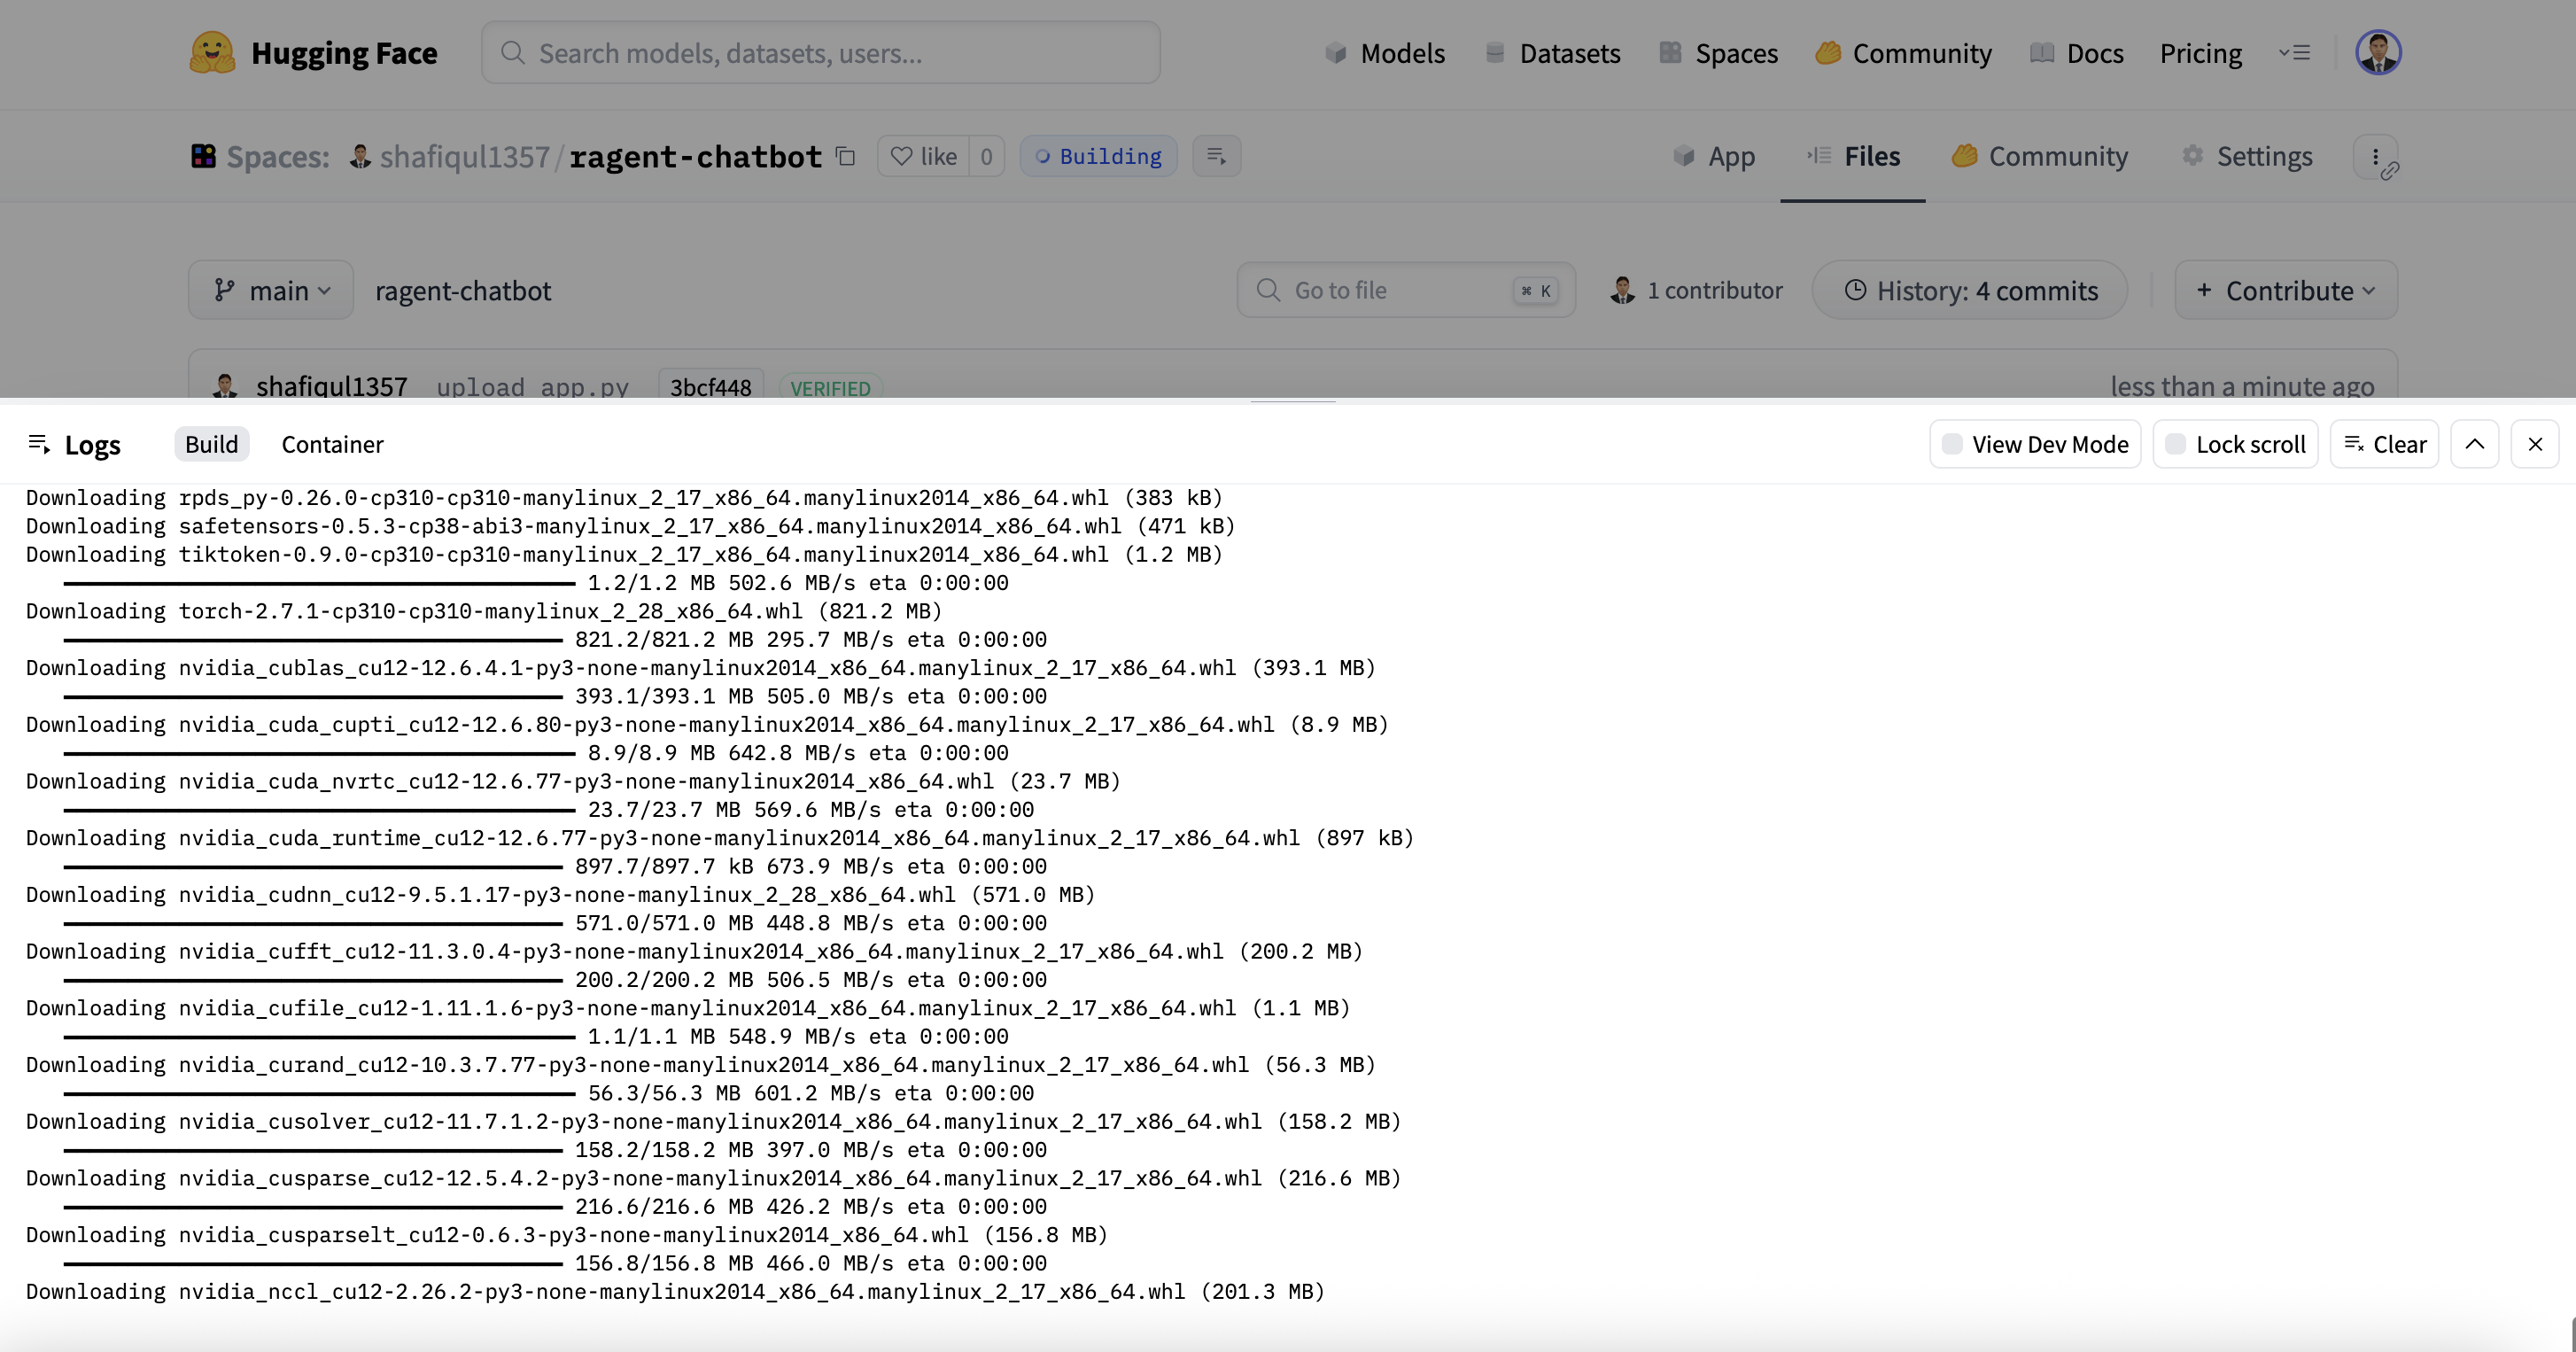 Hugging Face
Search models, datasets, users...
Models
Datasets
Spaces
Community
Docs
Pricing
Spaces:
shafiqul1357/ragent-chatbot
like
0
Building
App
Files
Community
Settings
main
ragent-chatbot
Go to file
⌘ K
1 contributor
History: 4 commits
+ Contribute
shafiqul1357
upload app.py
3bcf448
VERIFIED
less than a minute ago
Logs
Build
Container
View Dev Mode
Lock scroll
Clear
Downloading rpds_py-0.26.0-cp310-cp310-manylinux_2_17_x86_64.manylinux2014_x86_64.whl (383 kB)
Downloading safetensors-0.5.3-cp38-abi3-manylinux_2_17_x86_64.manylinux2014_x86_64.whl (471 kB)
Downloading tiktoken-0.9.0-cp310-cp310-manylinux_2_17_x86_64.manylinux2014_x86_64.whl (1.2 MB)
1.2/1.2 MB 502.6 MB/s eta 0:00:00
Downloading torch-2.7.1-cp310-cp310-manylinux_2_28_x86_64.whl (821.2 MB)
821.2/821.2 MB 295.7 MB/s eta 0:00:00
Downloading nvidia_cublas_cu12-12.6.4.1-py3-none-manylinux2014_x86_64.manylinux_2_17_x86_64.whl (393.1 MB)
393.1/393.1 MB 505.0 MB/s eta 0:00:00
Downloading nvidia_cuda_cupti_cu12-12.6.80-py3-none-manylinux2014_x86_64.manylinux_2_17_x86_64.whl (8.9 MB)
8.9/8.9 MB 642.8 MB/s eta 0:00:00
Downloading nvidia_cuda_nvrtc_cu12-12.6.77-py3-none-manylinux2014_x86_64.whl (23.7 MB)
23.7/23.7 MB 569.6 MB/s eta 0:00:00
Downloading nvidia_cuda_runtime_cu12-12.6.77-py3-none-manylinux2014_x86_64.manylinux_2_17_x86_64.whl (897 kB)
897.7/897.7 kB 673.9 MB/s eta 0:00:00
Downloading nvidia_cudnn_cu12-9.5.1.17-py3-none-manylinux_2_28_x86_64.whl (571.0 MB)
571.0/571.0 MB 448.8 MB/s eta 0:00:00
Downloading nvidia_cufft_cu12-11.3.0.4-py3-none-manylinux2014_x86_64.manylinux_2_17_x86_64.whl (200.2 MB)
200.2/200.2 MB 506.5 MB/s eta 0:00:00
Downloading nvidia_cufile_cu12-1.11.1.6-py3-none-manylinux2014_x86_64.manylinux_2_17_x86_64.whl (1.1 MB)
1.1/1.1 MB 548.9 MB/s eta 0:00:00
Downloading nvidia_curand_cu12-10.3.7.77-py3-none-manylinux2014_x86_64.manylinux_2_17_x86_64.whl (56.3 MB)
56.3/56.3 MB 601.2 MB/s eta 0:00:00
Downloading nvidia_cusolver_cu12-11.7.1.2-py3-none-manylinux2014_x86_64.manylinux_2_17_x86_64.whl (158.2 MB)
158.2/158.2 MB 397.0 MB/s eta 0:00:00
Downloading nvidia_cusparse_cu12-12.5.4.2-py3-none-manylinux2014_x86_64.manylinux_2_17_x86_64.whl (216.6 MB)
216.6/216.6 MB 426.2 MB/s eta 0:00:00
Downloading nvidia_cusparselt_cu12-0.6.3-py3-none-manylinux2014_x86_64.whl (156.8 MB)
156.8/156.8 MB 466.0 MB/s eta 0:00:00
Downloading nvidia_nccl_cu12-2.26.2-py3-none-manylinux2014_x86_64.manylinux_2_17_x86_64.whl (201.3 MB)